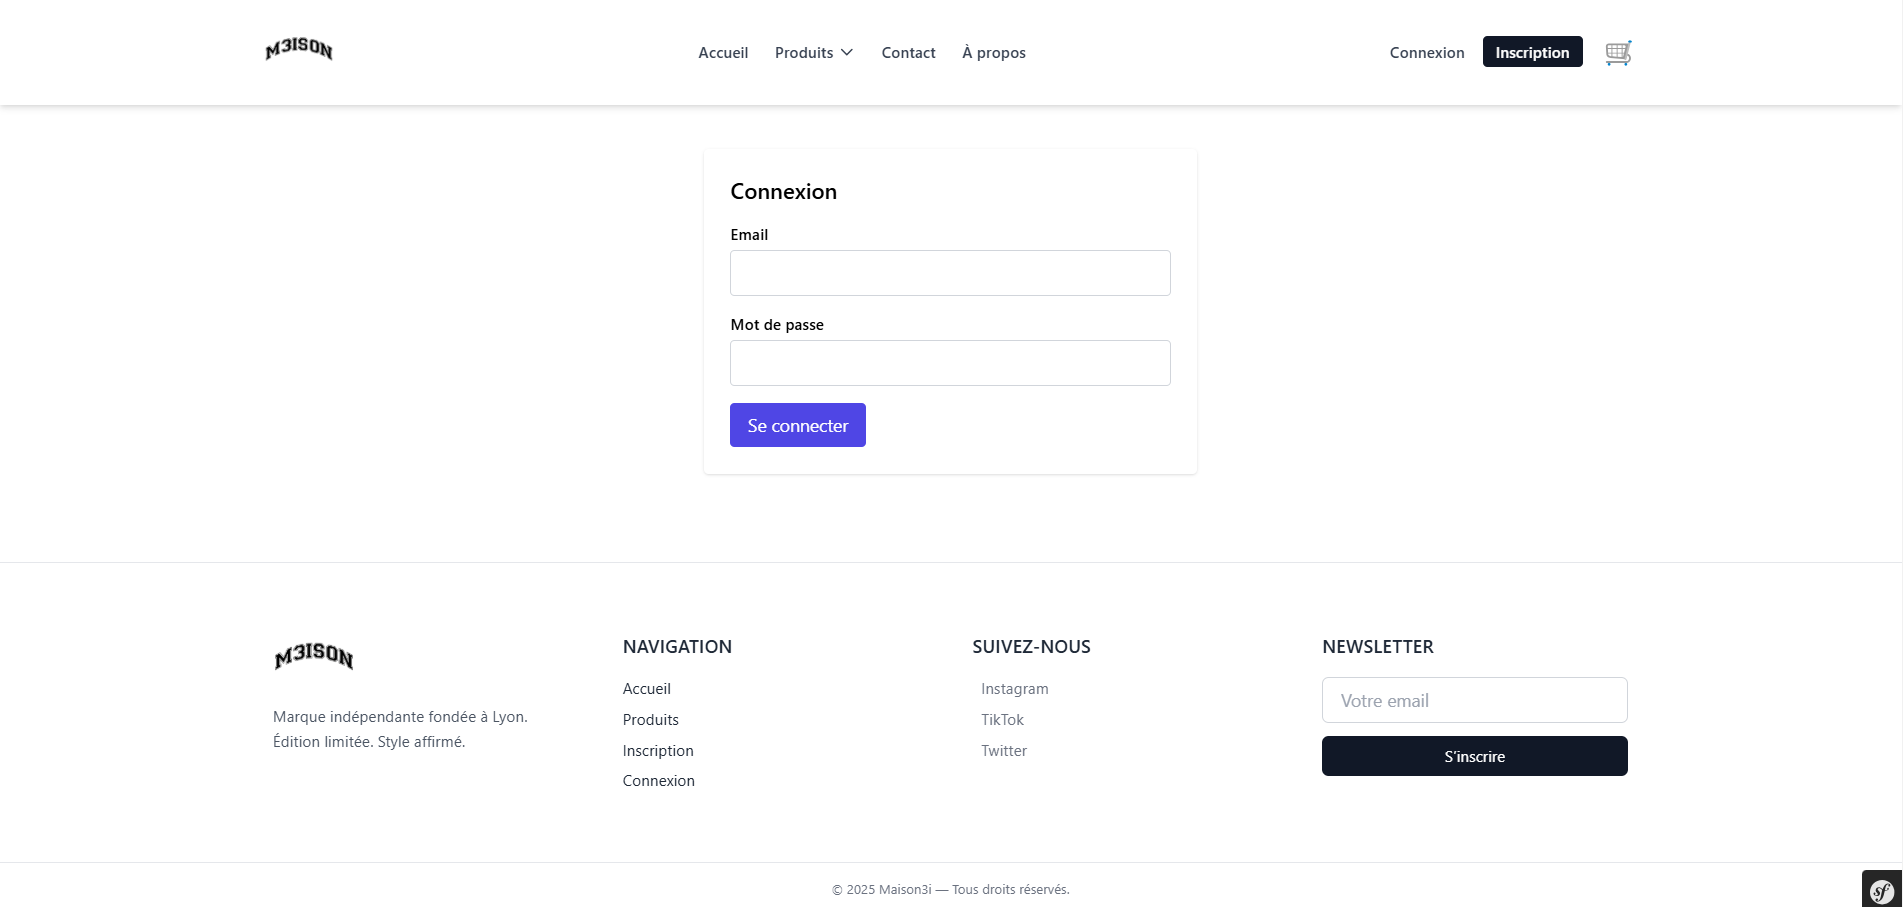 M3ISON
Accueil
Produits
Contact
À propos
Connexion
Inscription
Connexion
Email
Mot de passe
Se connecter
M3ISON
Marque indépendante fondée à Lyon.
Édition limitée. Style affirmé.
NAVIGATION
Accueil
Produits
Inscription
Connexion
SUIVEZ-NOUS
Instagram
TikTok
Twitter
NEWSLETTER
Votre email
S'inscrire
© 2025 Maison3i — Tous droits réservés.
sf